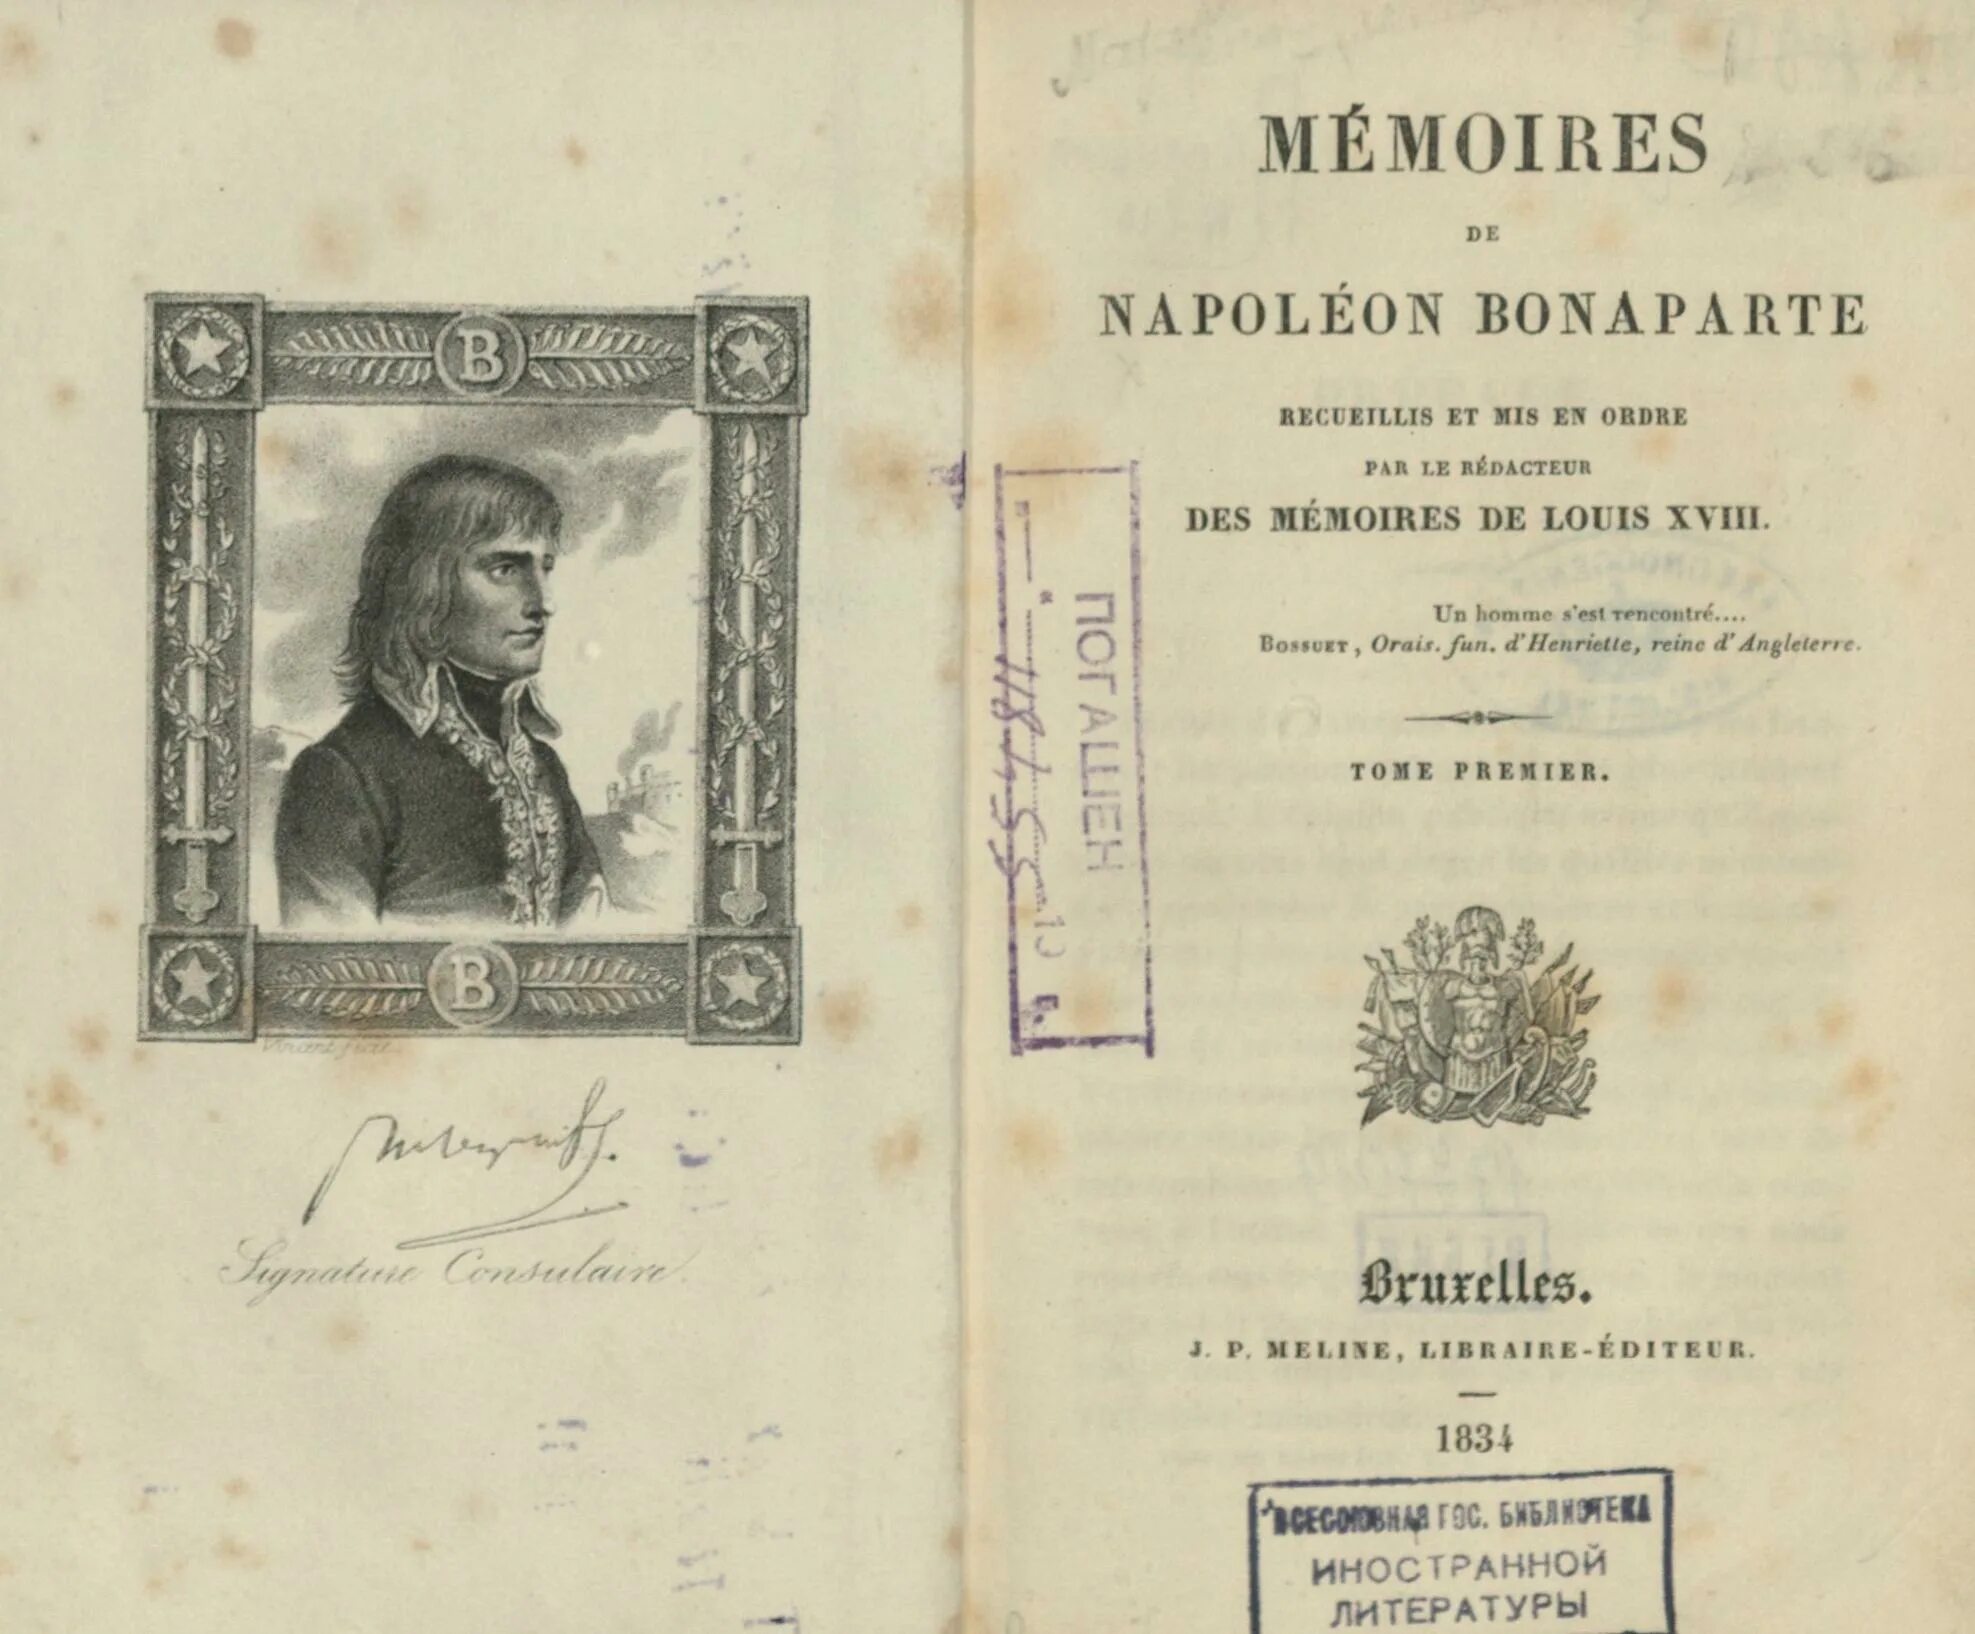 B
B
Signature Consulaire
MÉMOIRES
DE
NAPOLÉON BONAPARTE
RECUEILLIS ET MIS EN ORDRE
PAR LE RÉDACTEUR
DES MÉMOIRES DE LOUIS XVIII.
Un homme s'est rencontré....
BOSSUET, Orais. fun. d'Henriette, reine d'Angleterre.
TOME PREMIER.
Bruxelles.
J. P. MELINE, LIBRAIRE-ÉDITEUR.
1834
ПОГАШЕН
ВСЕСОЮЗНАЯ ГОС. БИБЛИОТЕКА
ИНОСТРАННОЙ
ЛИТЕРАТУРЫ